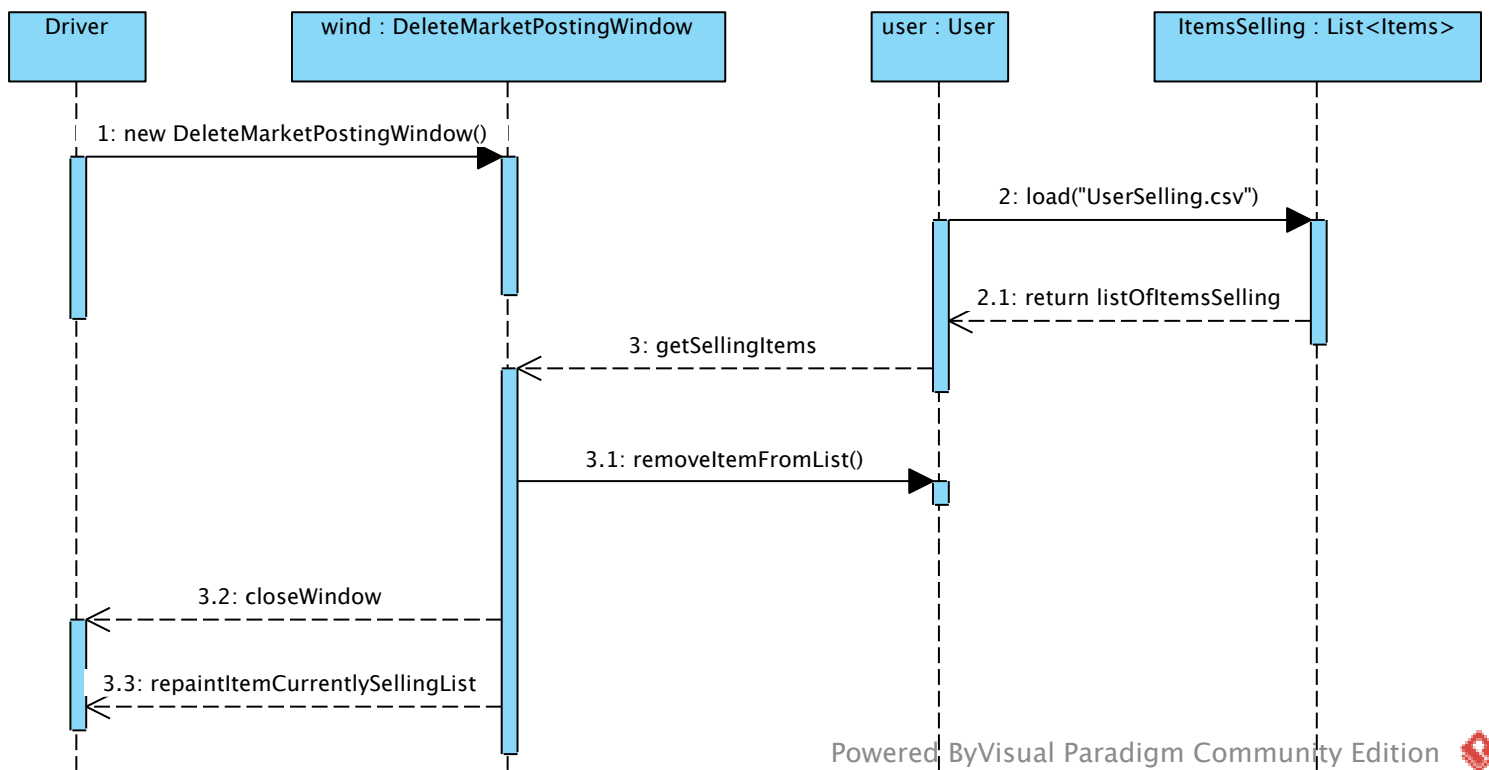 Driver
wind : DeleteMarketPostingWindow
user : User
ItemsSelling : List<Items>
1: new DeleteMarketPostingWindow()
2: load("UserSelling.csv")
2.1: return listOfItemsSelling
3: getSellingItems
3.1: removeItemFromList()
3.2: closeWindow
3.3: repaintItemCurrentlySellingList
Powered ByVisual Paradigm Community Edition